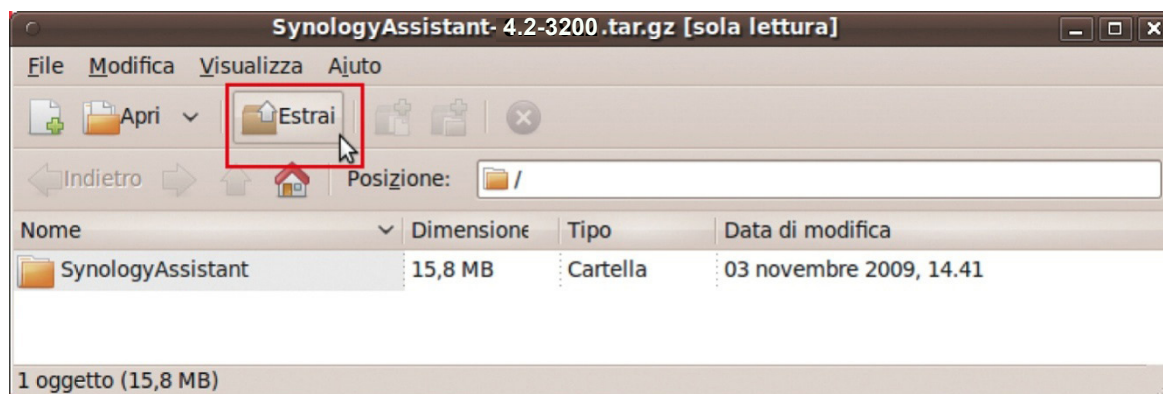 SynologyAssistant- 4.2-3200 .tar.gz [sola lettura]
File Modifica Visualizza Aiuto
Apri Estrai
Indietro Posizione: /
Nome Dimensione Tipo Data di modifica
SynologyAssistant 15,8 MB Cartella 03 novembre 2009, 14.41
1 oggetto (15,8 MB)